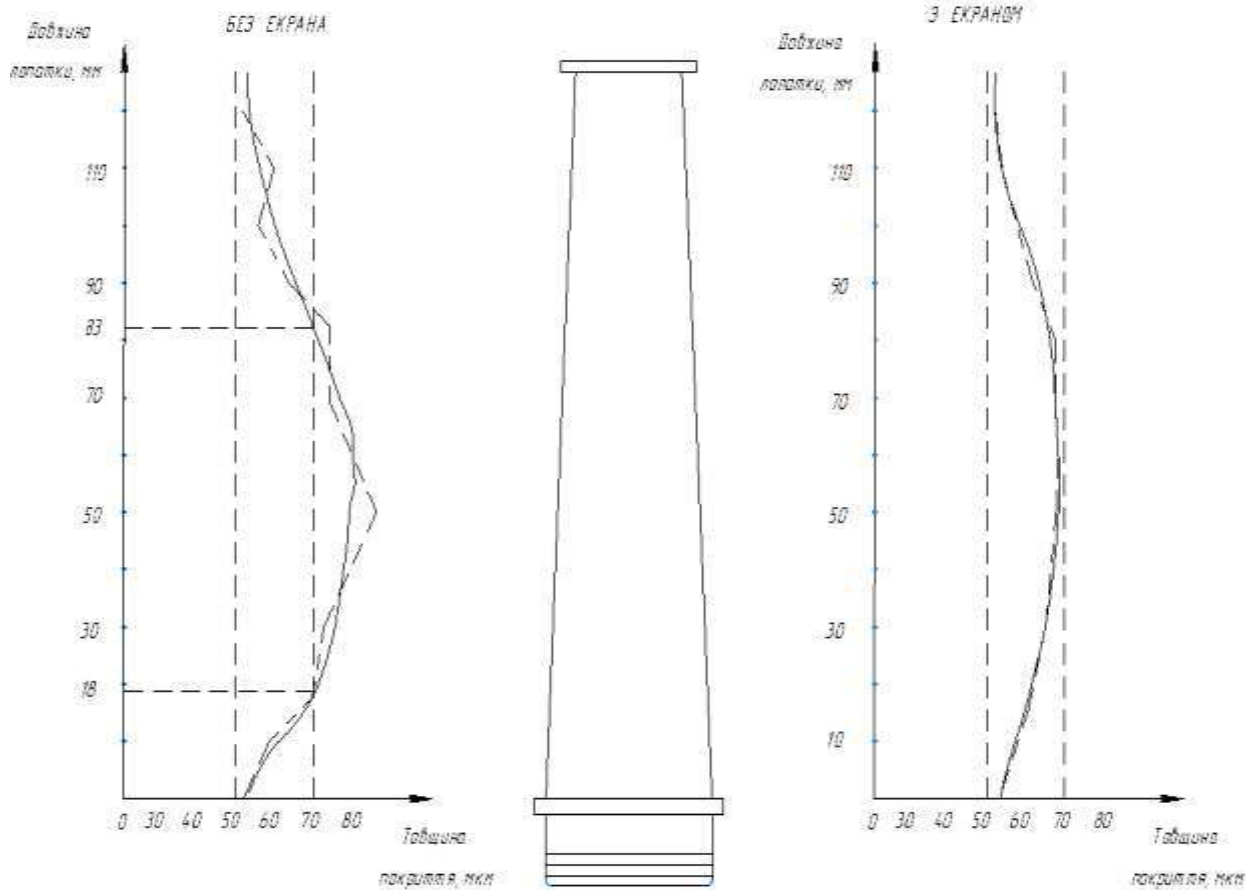 БЕЗ ЕКРАНА
Довжина
лопатки, мм
110
90
83
70
50
30
18
0 30 40 50 60 70 80
Товщина
покриття, мкм
З ЕКРАНОМ
Довжина
лопатки, мм
110
90
70
50
30
10
0 30 40 50 60 70 80
Товщина
покриття, мкм